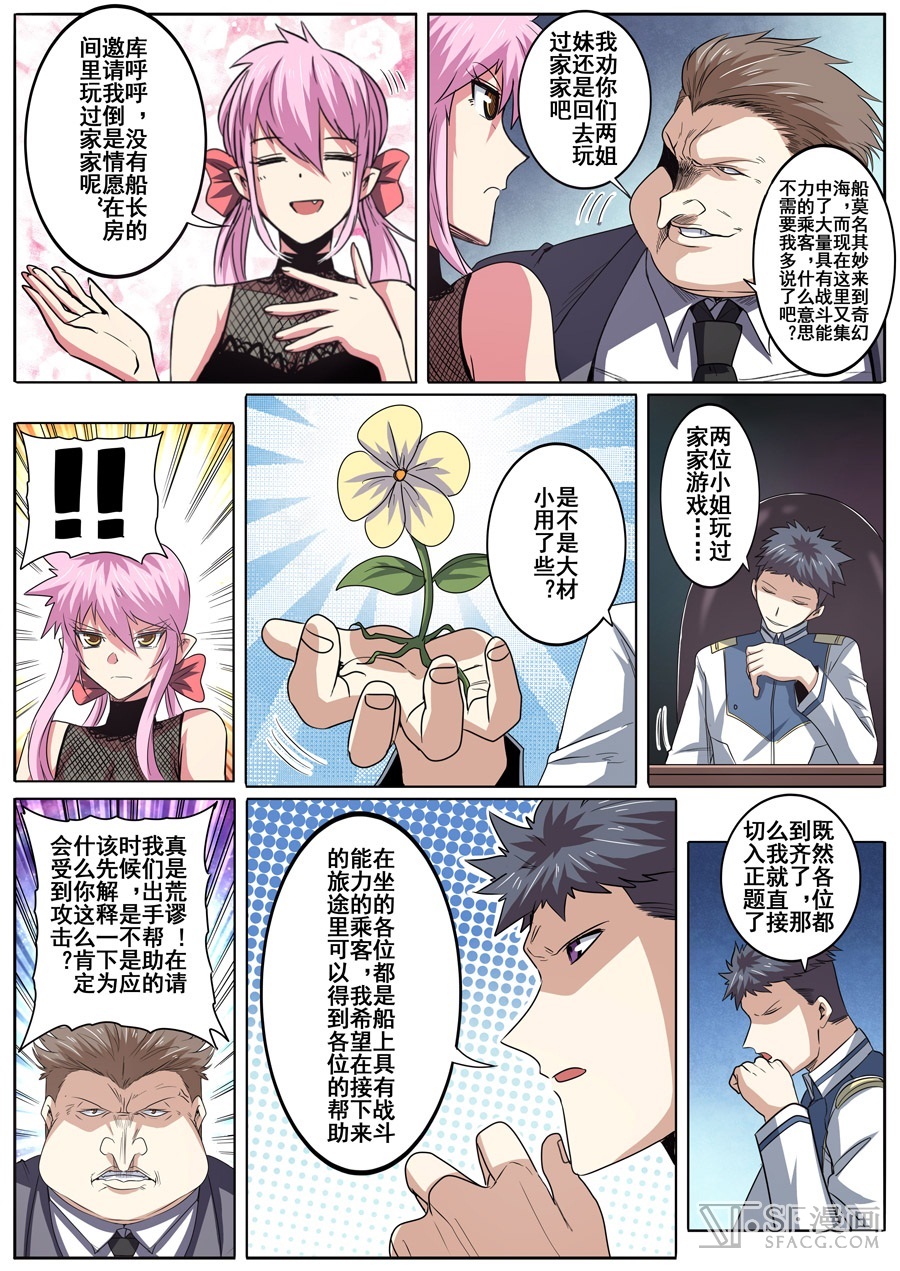 我劝你们两姐
妹还是回去玩
过家家吧
船莫名其妙来到奇幻
海，而现在这里又集
中了大量具有战斗能
力的乘客，什么意思
不需要我多说了吧？
库呼呼，没有船长的
邀请我倒是情愿在房
间里玩过家家呢，
两位小姐玩过
家家游戏……
是不是大材
小用了些？
!!
既然各位都
到齐了，那
么我就直接
切入正题了
在坐的各位都是船上具有战斗
能力的乘客，我希望在接下来
的旅途里可以得到各位的帮助
真是荒谬！在请
我们出手帮助的
时候，是不是应
该先解释一下为
什么你这么肯定
会受到攻击？
SF漫画
SFACG.COM